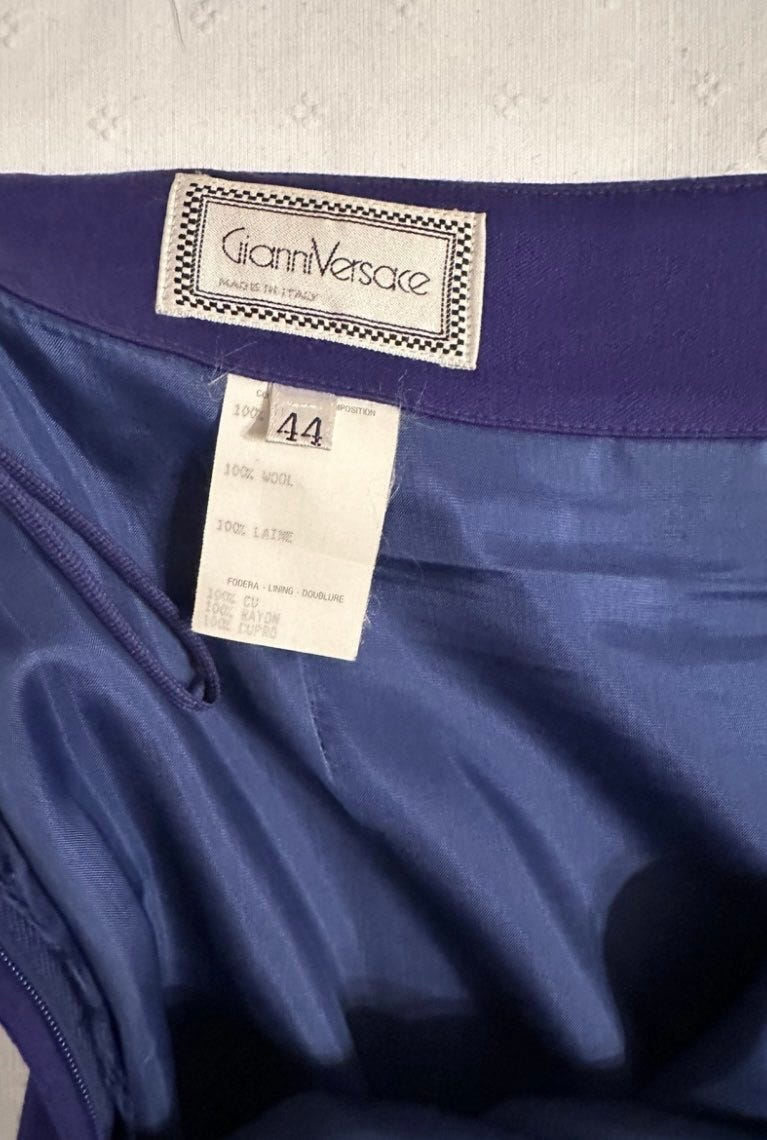 GianniVersace
MADE IN ITALY
44
100% WOOL
100% LAINE
FODERA - LINING - DOUBLURE
100% CU
100% RAYON
100% CUPRO